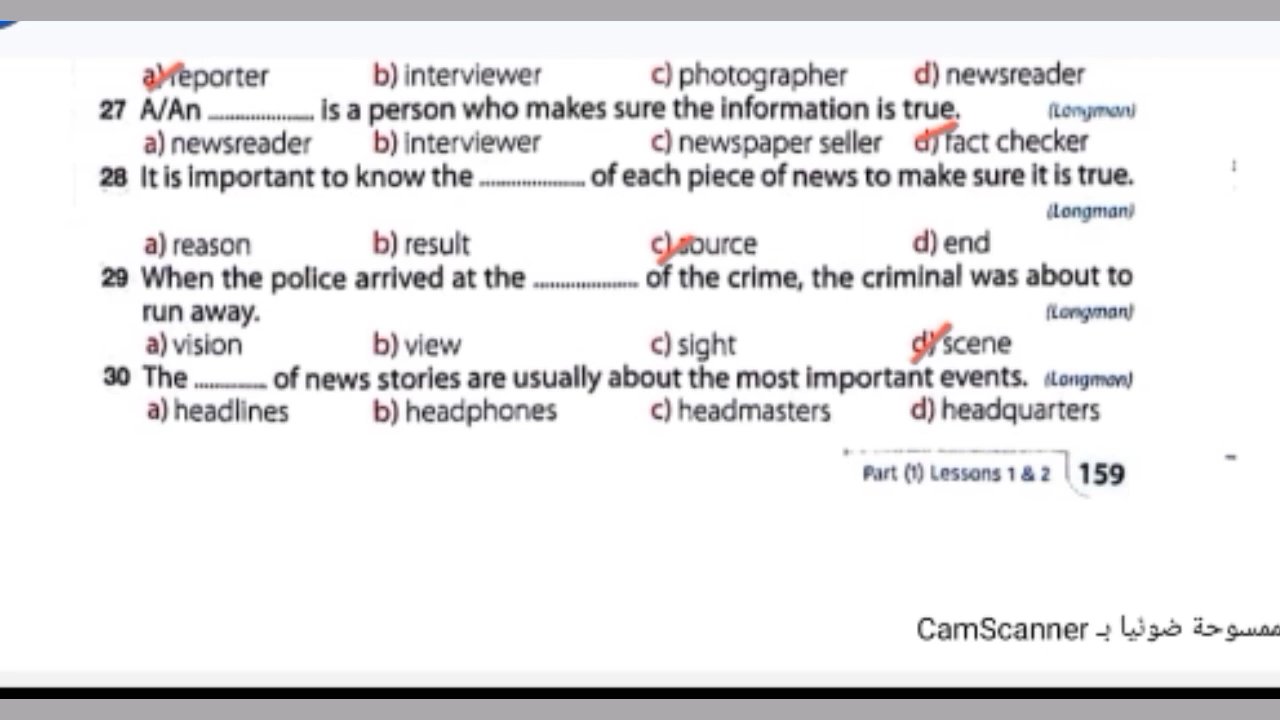 a) reporter b) interviewer c) photographer d) newsreader
27 A/An .................... is a person who makes sure the information is true. (Longman)
a) newsreader b) interviewer c) newspaper seller d) fact checker
28 It is important to know the .................... of each piece of news to make sure it is true.
(Longman)
a) reason b) result c) source d) end
29 When the police arrived at the .................... of the crime, the criminal was about to
run away. (Longman)
a) vision b) view c) sight d) scene
30 The .............. of news stories are usually about the most important events. (Longman)
a) headlines b) headphones c) headmasters d) headquarters
Part (1) Lessons 1 & 2 159
ممسوحة ضوئيا بـ CamScanner